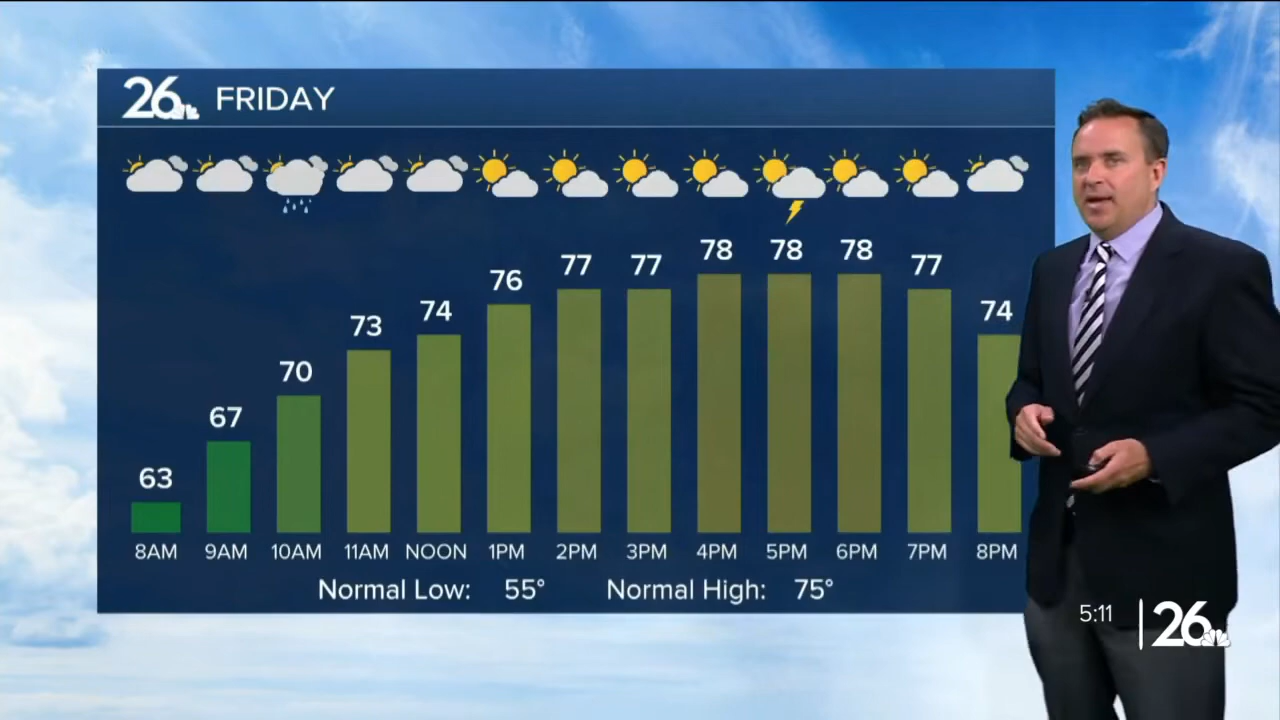 26 FRIDAY
78 78 78
77 77 77
76
74 74
73
70
67
63
8AM 9AM 10AM 11AM NOON 1PM 2PM 3PM 4PM 5PM 6PM 7PM 8PM
Normal Low: 55° Normal High: 75°
5:11 26